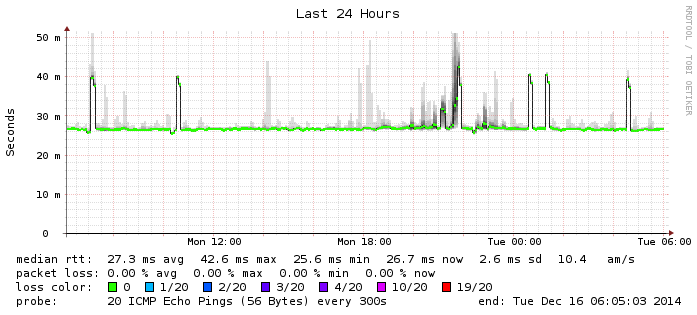 Last 24 Hours
RRDTOOL / TOBI OETIKER
Seconds
50 m
40 m
30 m
20 m
10 m
0
Mon 12:00 Mon 18:00 Tue 00:00 Tue 06:00
median rtt: 27.3 ms avg 42.6 ms max 25.6 ms min 26.7 ms now 2.6 ms sd 10.4 am/s
packet loss: 0.00 % avg 0.00 % max 0.00 % min 0.00 % now
loss color: 0 1/20 2/20 3/20 4/20 10/20 19/20
probe: 20 ICMP Echo Pings (56 Bytes) every 300s end: Tue Dec 16 06:05:03 2014